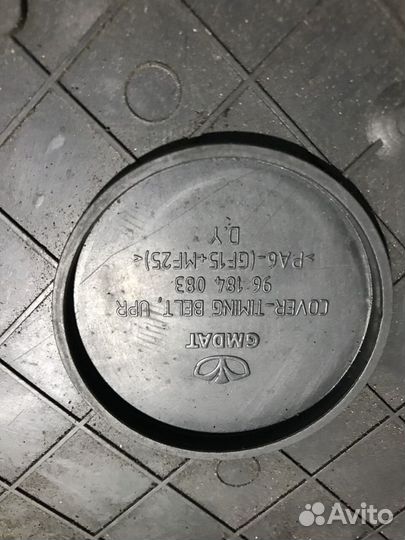 GMDAT
COVER-TIMING BELT, UPR
96 184 083
>PA6-(GF15+MF25)<
D.Y
Avito